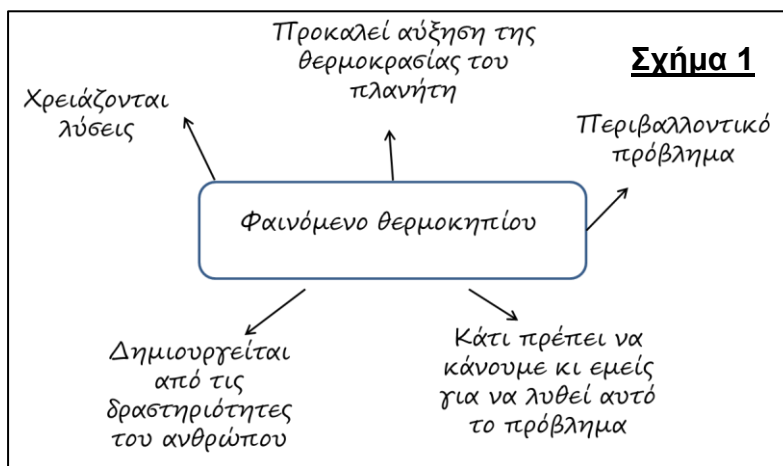 Σχήμα 1
Προκαλεί αύξηση της
θερμοκρασίας του
πλανήτη
Χρειάζονται
λύσεις
Περιβαλλοντικό
πρόβλημα
Φαινόμενο θερμοκηπίου
Δημιουργείται
από τις
δραστηριότητες
του ανθρώπου
Κάτι πρέπει να
κάνουμε κι εμείς
για να λυθεί αυτό
το πρόβλημα